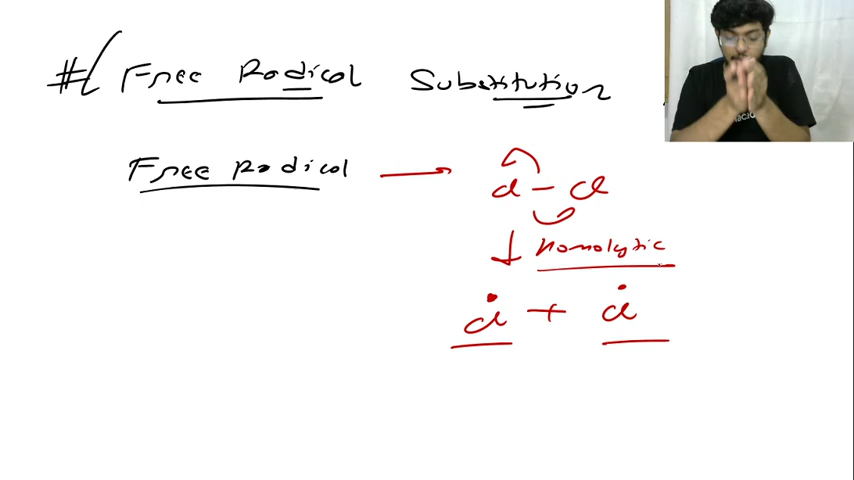 # Free Radical Substitution
Free Radical → Cl – Cl
↓ homolytic
Cl• + Cl•